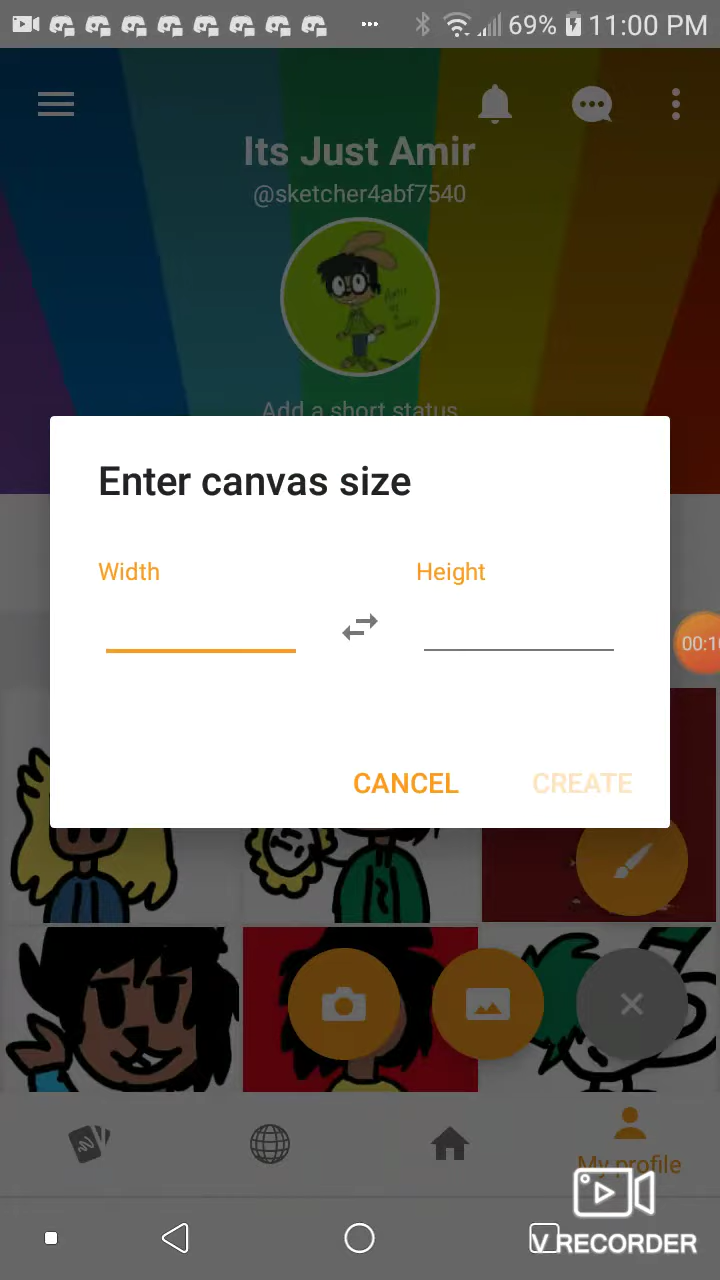 69% 11:00 PM
Its Just Amir
@sketcher4abf7540
Add a short status
Enter canvas size
Width
Height
CANCEL
CREATE
My profile
V RECORDER